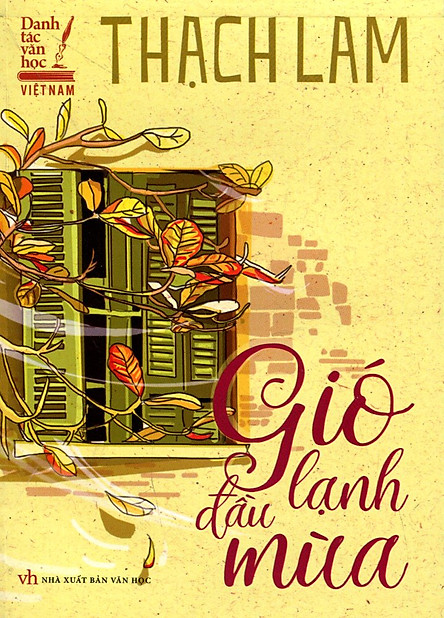 Danh
tác
văn
học
VIỆT NAM
THẠCH LAM
Gió
lạnh
đầu
mùa
vh NHÀ XUẤT BẢN VĂN HỌC